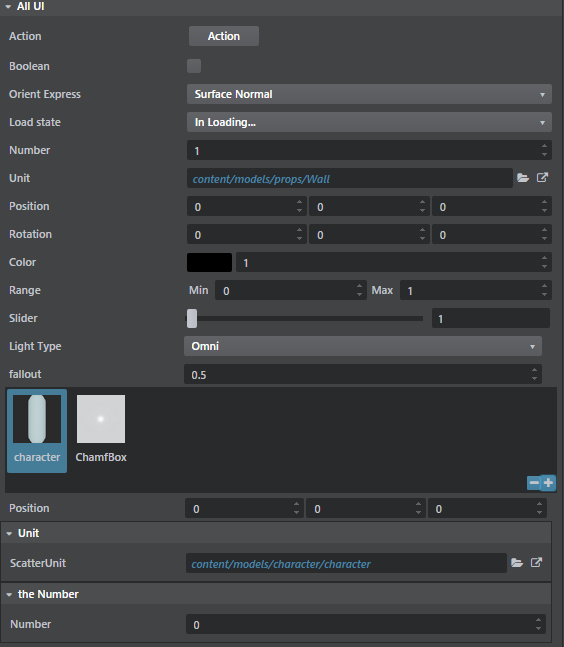 All UI
Action Action
Boolean
Orient Express Surface Normal
Load state In Loading...
Number 1
Unit content/models/props/Wall
Position 0 0 0
Rotation 0 0 0
Color 1
Range Min 0 Max 1
Slider 1
Light Type Omni
fallout 0.5
character ChamfBox
Position 0 0 0
Unit
ScatterUnit content/models/character/character
the Number
Number 0